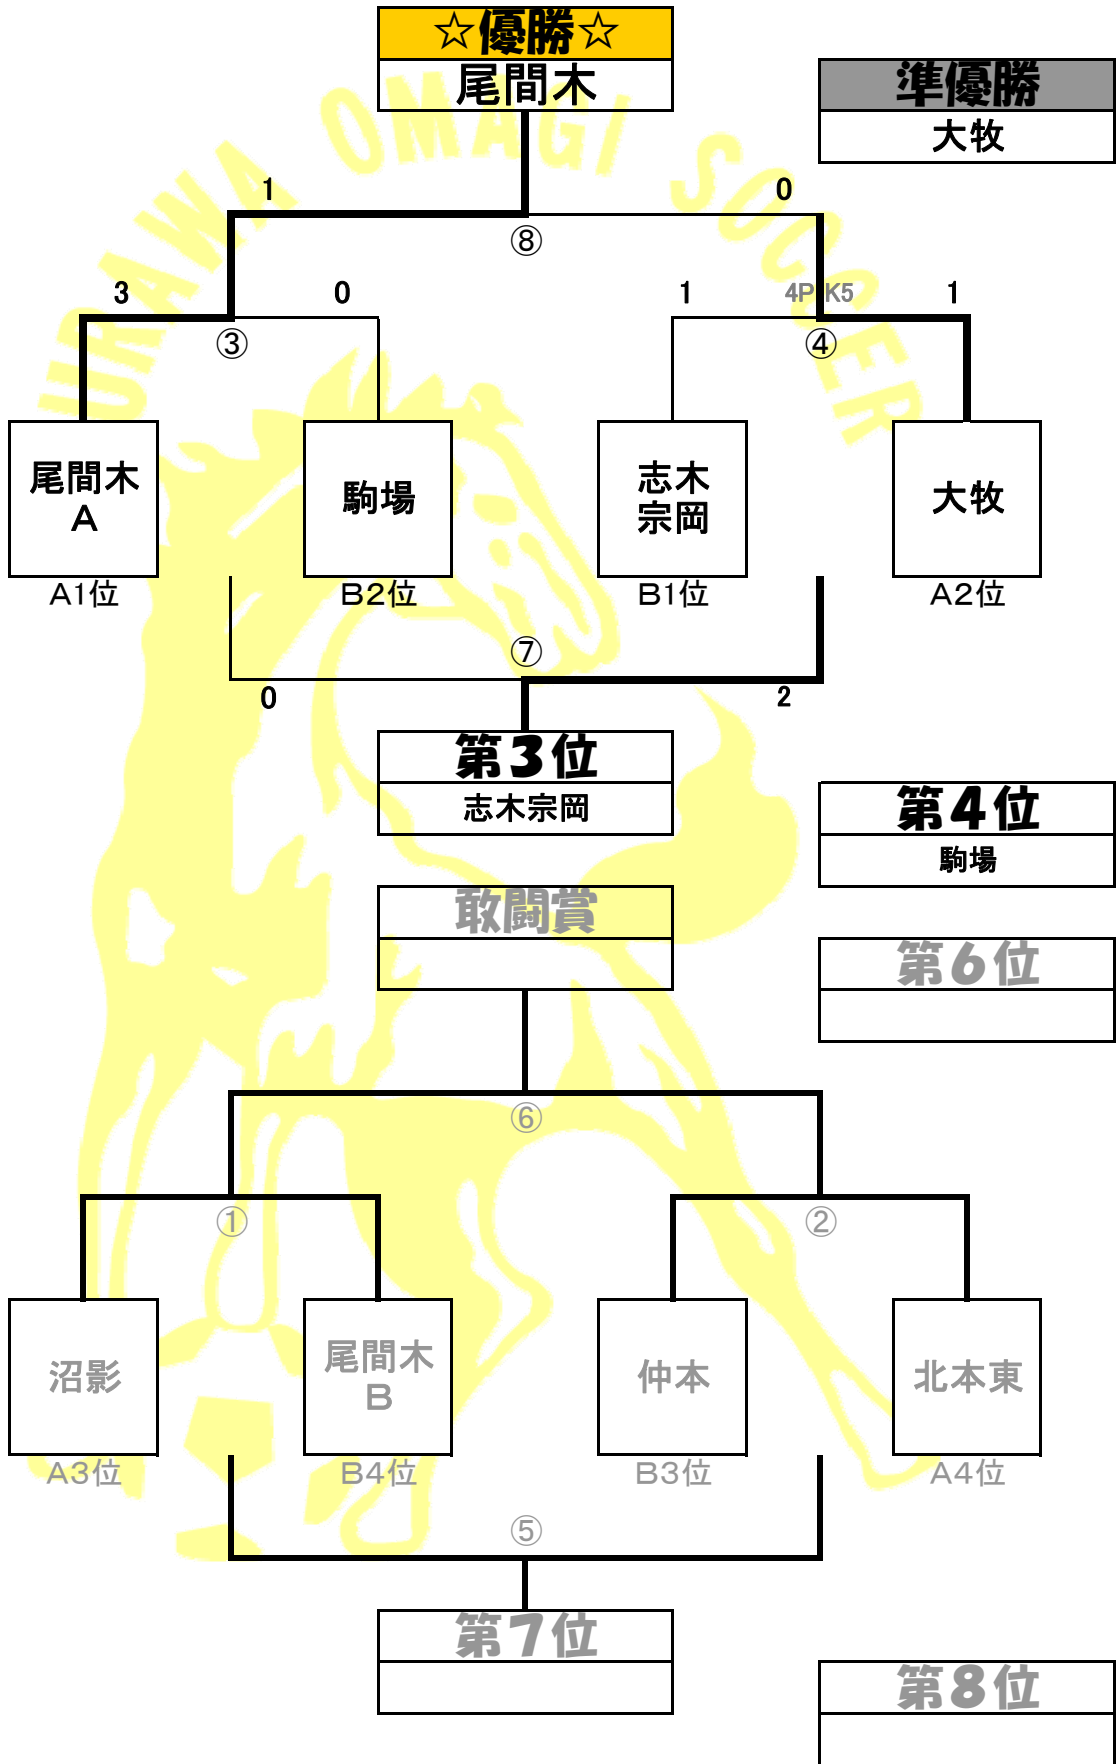 ☆優勝☆
尾間木
準優勝
大牧
URAWA OMAGI SOCCER
1
0
⑧
3
0
1
4PK5
1
③
④
尾間木
A
駒場
志木
宗岡
大牧
A1位
B2位
B1位
A2位
⑦
0
2
第3位
志木宗岡
第4位
駒場
敢闘賞
第6位
⑥
①
②
沼影
尾間木
B
仲本
北本東
A3位
B4位
B3位
A4位
⑤
第7位
第8位